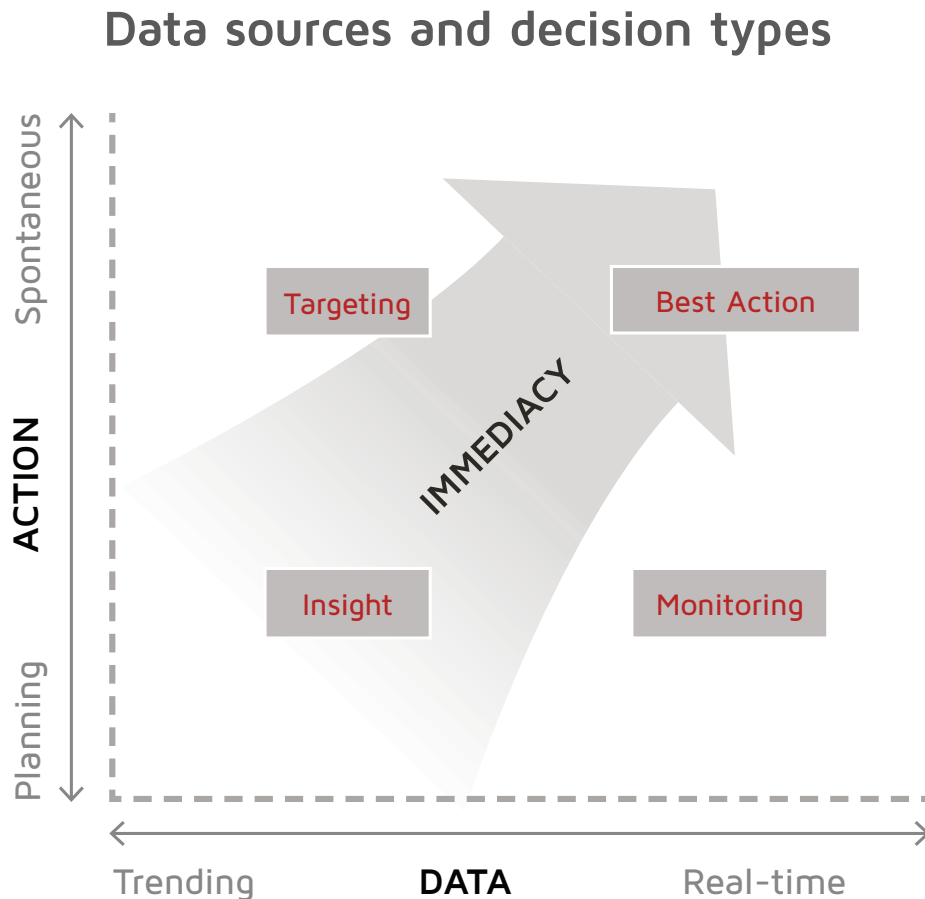 Data sources and decision types
Spontaneous
ACTION
Planning
Targeting
Best Action
IMMEDIACY
Insight
Monitoring
Trending
DATA
Real-time